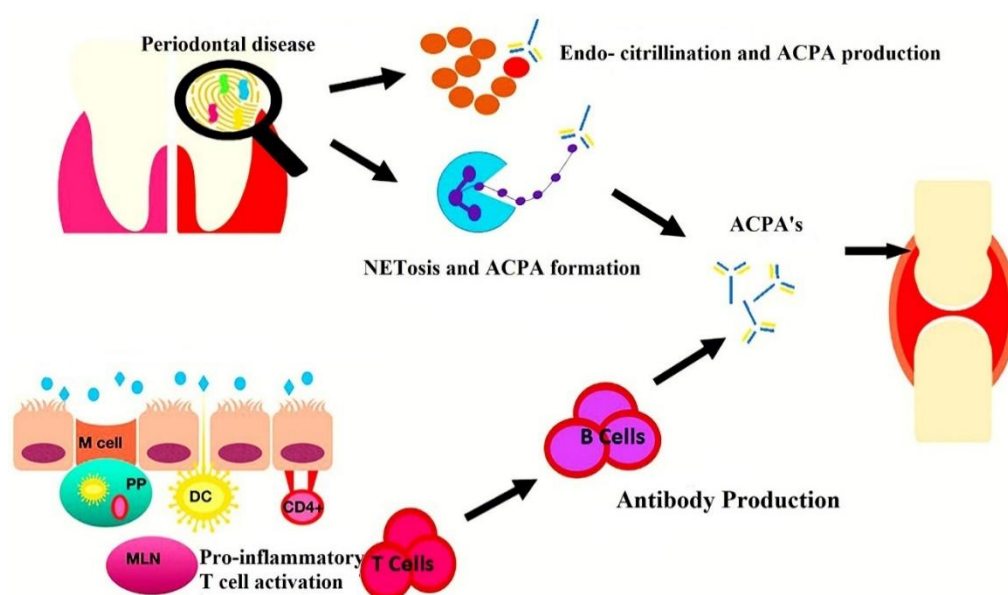 Periodontal disease
Endo- citrillination and ACPA production
NETosis and ACPA formation
ACPA's
M cell
PP
DC
CD4+
MLN
Pro-inflammatory
T cell activation
T Cells
B Cells
Antibody Production